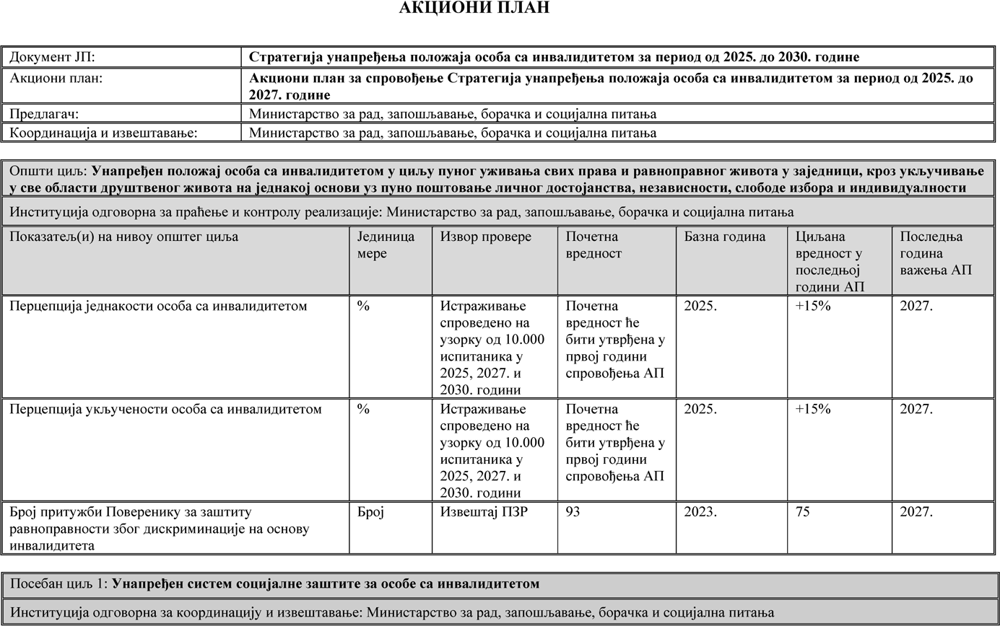 АКЦИОНИ ПЛАН
Документ ЈП:
Стратегија унапређења положаја особа са инвалидитетом за период од 2025. до 2030. године
Акциони план:
Акциони план за спровођење Стратегија унапређења положаја особа са инвалидитетом за период од 2025. до
2027. године
Предлагач:
Министарство за рад, запошљавање, борачка и социјална питања
Координација и извештавање:
Министарство за рад, запошљавање, борачка и социјална питања
Општи циљ: Унапређен положај особа са инвалидитетом у циљу пуног уживања свих права и равноправног живота у заједници, кроз укључивање
у све области друштвеног живота на једнакој основи уз пуно поштовање личног достојанства, независности, слободе избора и индивидуалности
Институција одговорна за праћење и контролу реализације: Министарство за рад, запошљавање, борачка и социјална питања
Показатељ(и) на нивоу општег циља
Јединица
мере
Извор провере
Почетна
вредност
Базна година
Циљана
вредност у
последњој
години АП
Последња
година
важења АП
Перцепција једнакости особа са инвалидитетом
%
Истраживање
спроведено на
узорку од 10.000
испитаника у
2025, 2027. и
2030. години
Почетна
вредност ће
бити утврђена у
првој години
спровођења АП
2025.
+15%
2027.
Перцепција укључености особа са инвалидитетом
%
Истраживање
спроведено на
узорку од 10.000
испитаника у
2025, 2027. и
2030. години
Почетна
вредност ће
бити утврђена у
првој години
спровођења АП
2025.
+15%
2027.
Број притужби Поверенику за заштиту
равноправности због дискриминације на основу
инвалидитета
Број
Извештај ПЗР
93
2023.
75
2027.
Посебан циљ 1: Унапређен систем социјалне заштите за особе са инвалидитетом
Институција одговорна за координацију и извештавање: Министарство за рад, запошљавање, борачка и социјална питања